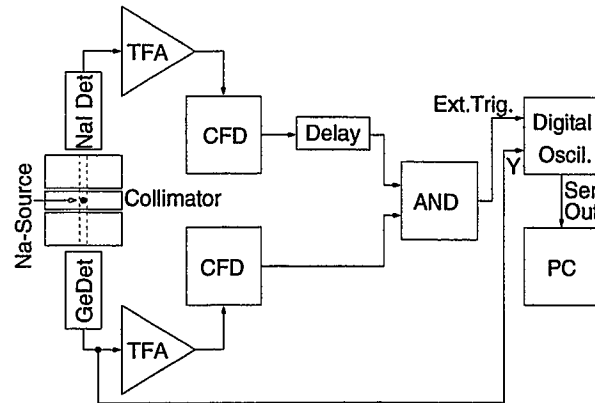 TFA
NaI Det
CFD
Delay
Ext.Trig.
Digital
Oscil.
Y
Na-Source
Collimator
AND
CFD
GeDet
TFA
PC